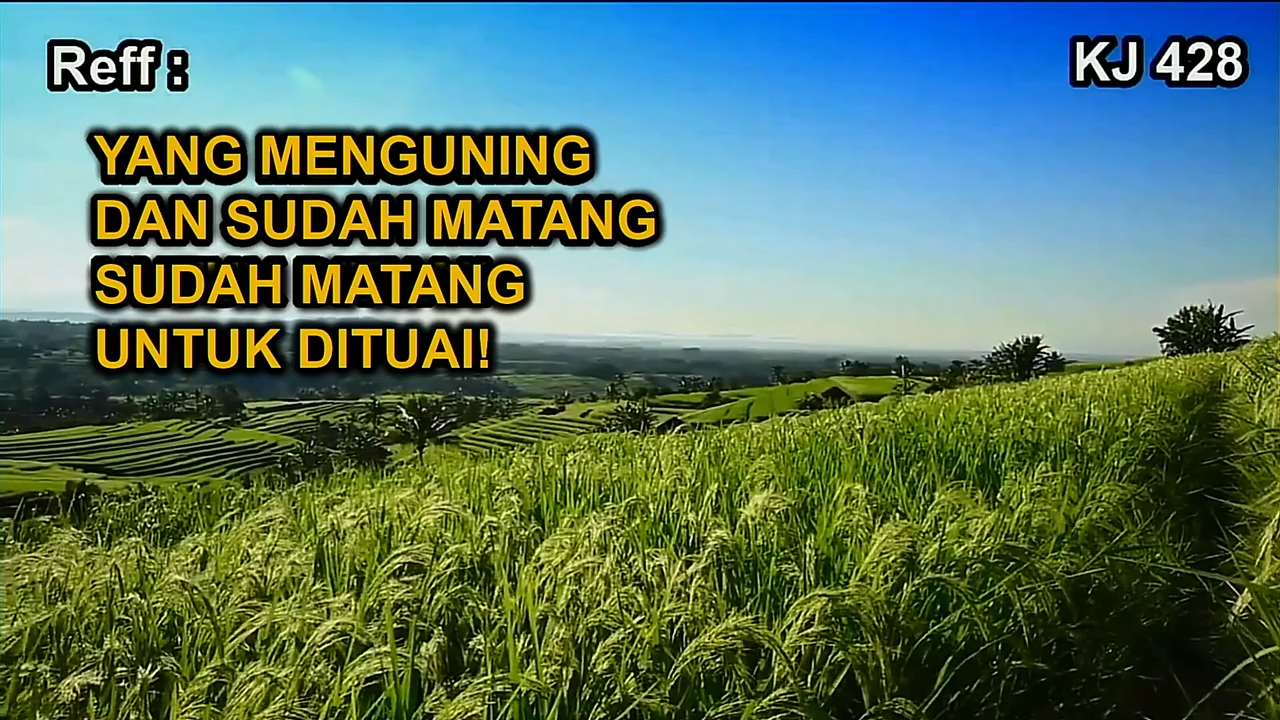 Reff :
KJ 428
YANG MENGUNING
DAN SUDAH MATANG
SUDAH MATANG
UNTUK DITUAI!